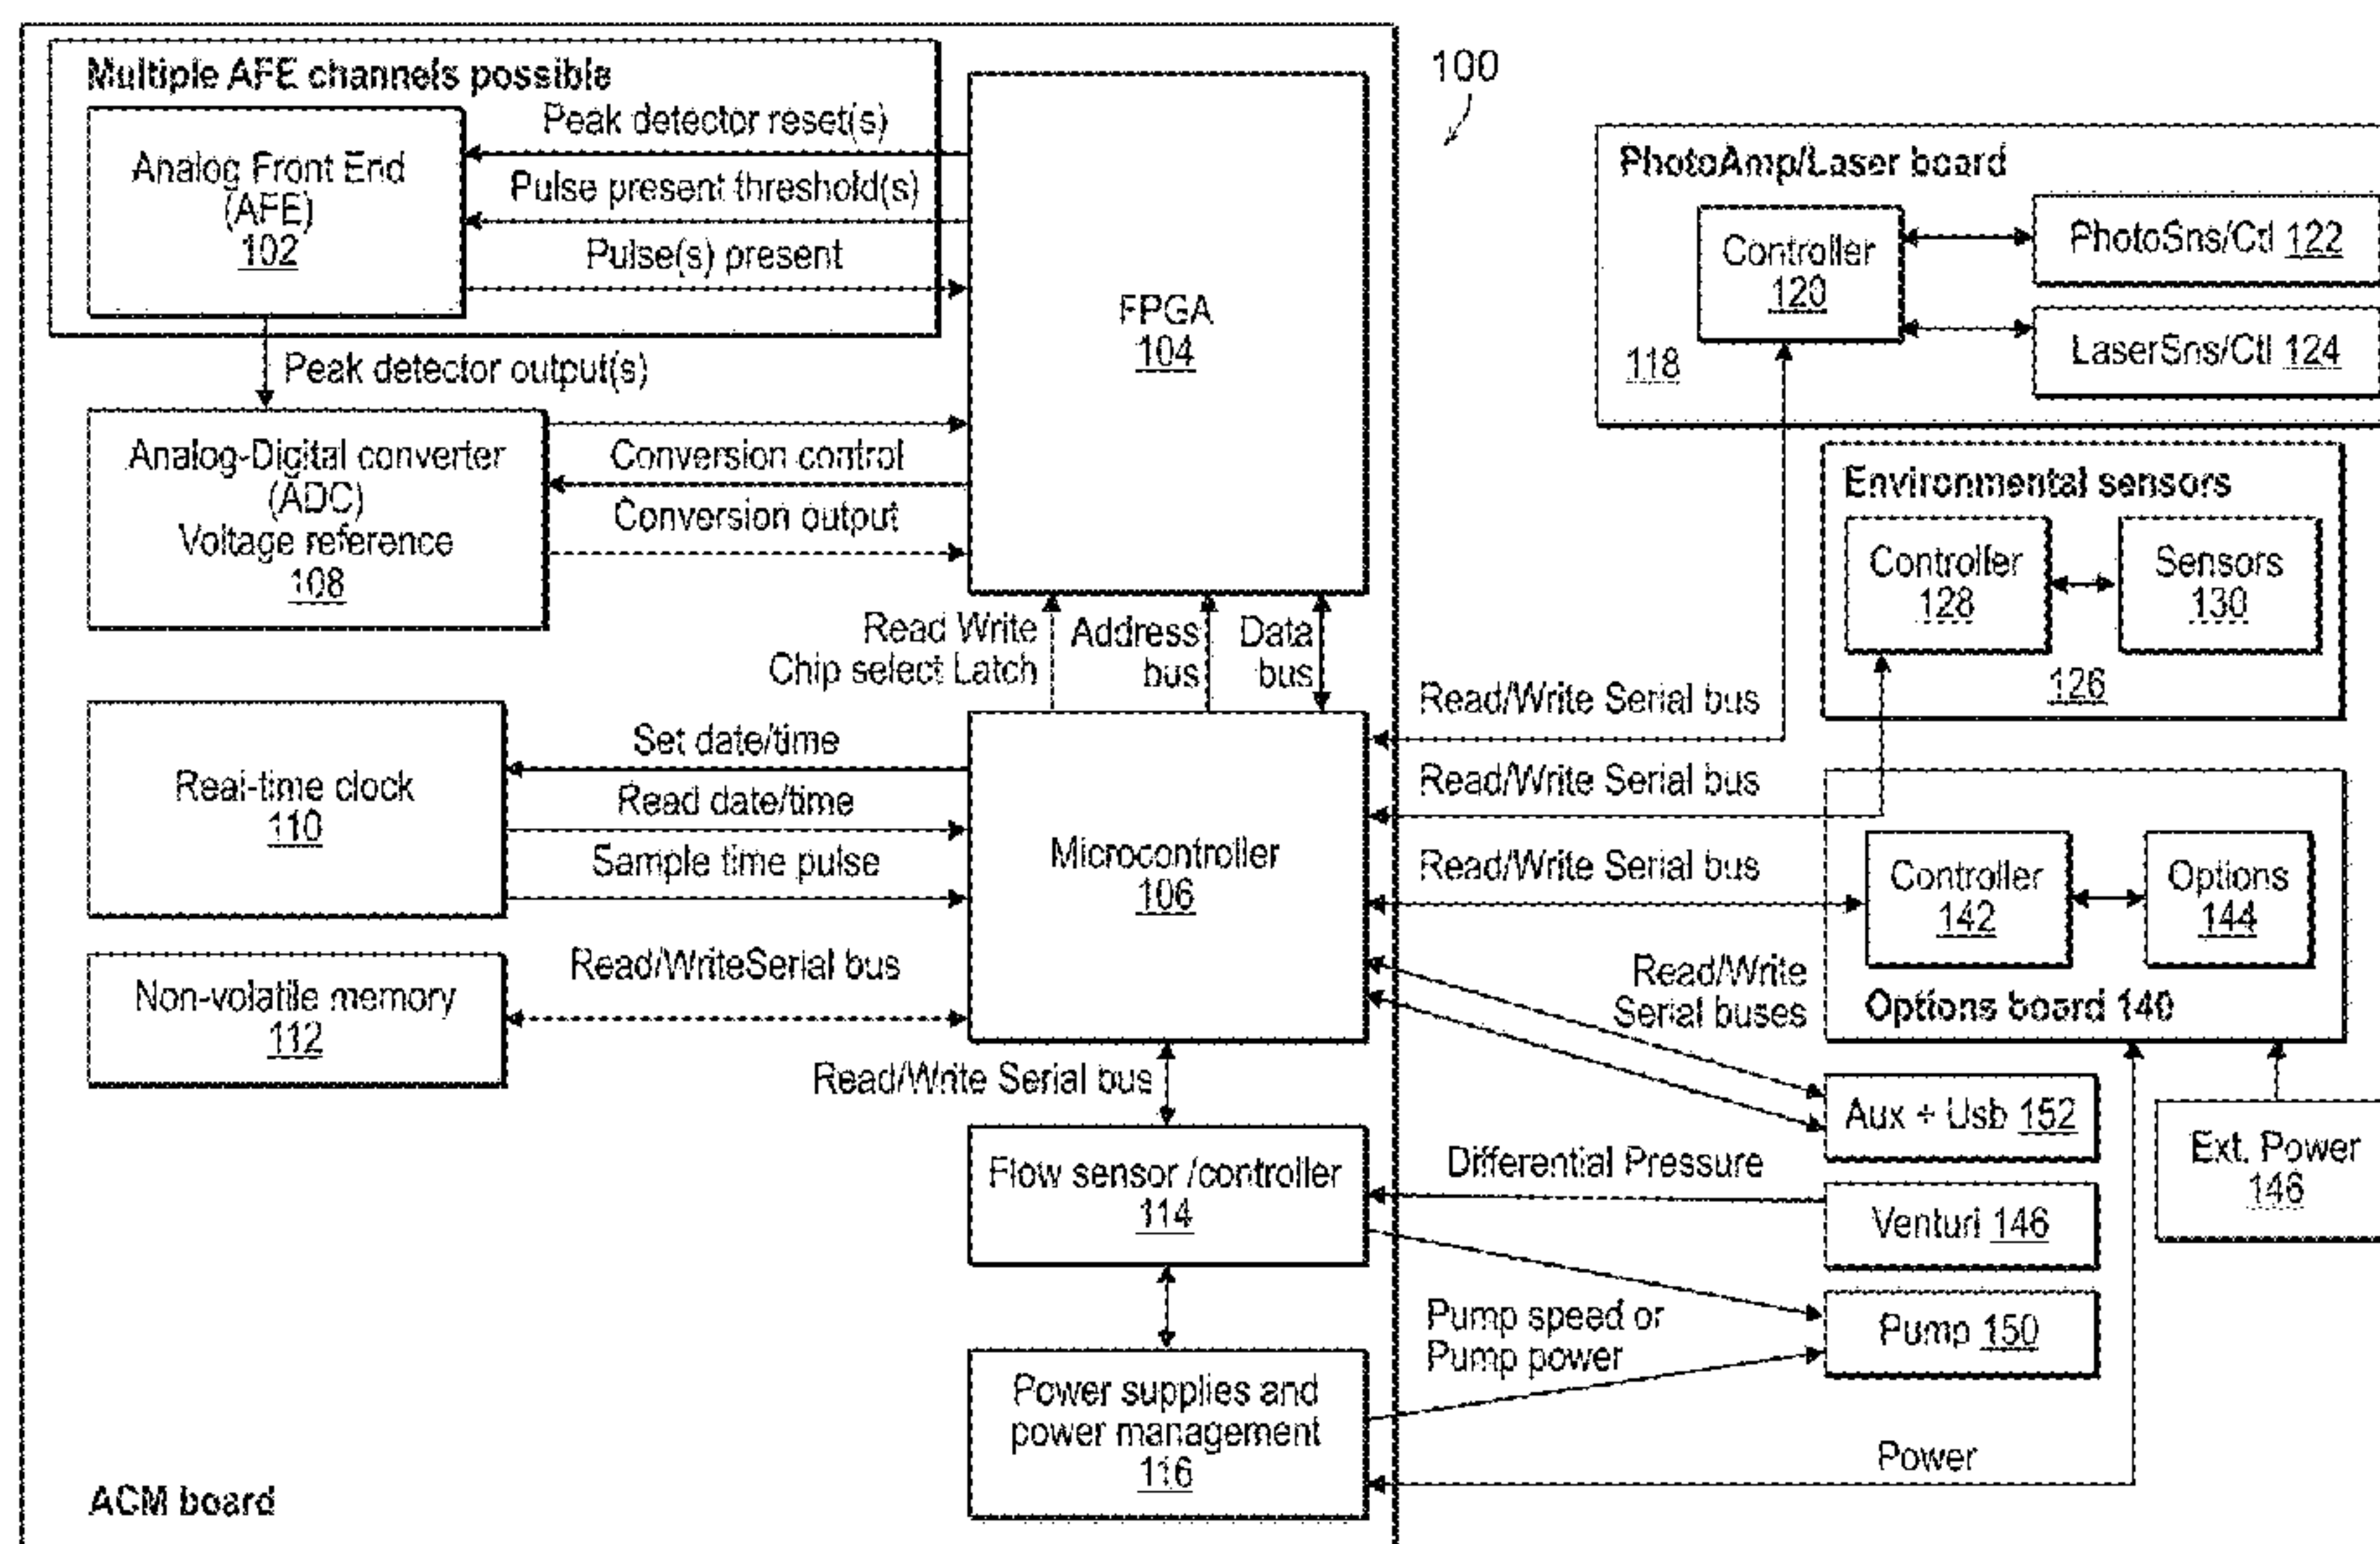 Multiple AFE channels possible
Analog Front End
(AFE)
102
Peak detector reset(s)
Pulse present threshold(s)
Pulse(s) present
FPGA
104
Peak detector output(s)
Analog-Digital converter
(ADC)
Voltage reference
108
Conversion control
Conversion output
Read Write
Chip select Latch
Address
bus
Data
bus
Real-time clock
110
Set date/time
Read date/time
Sample time pulse
Microcontroller
106
Non-volatile memory
112
Read/WriteSerial bus
Read/Write Serial bus
Flow sensor /controller
114
Power supplies and
power management
116
ACM board
100
PhotoAmp/Laser board
Controller
120
PhotoSns/Ctl 122
LaserSns/Ctl 124
118
Environmental sensors
Controller
128
Sensors
130
126
Read/Write Serial bus
Read/Write Serial bus
Read/Write Serial bus
Controller
142
Options
144
Options board 140
Read/Write
Serial buses
Aux + Usb 152
Differential Pressure
Venturi 146
Ext. Power
146
Pump speed or
Pump power
Pump 150
Power